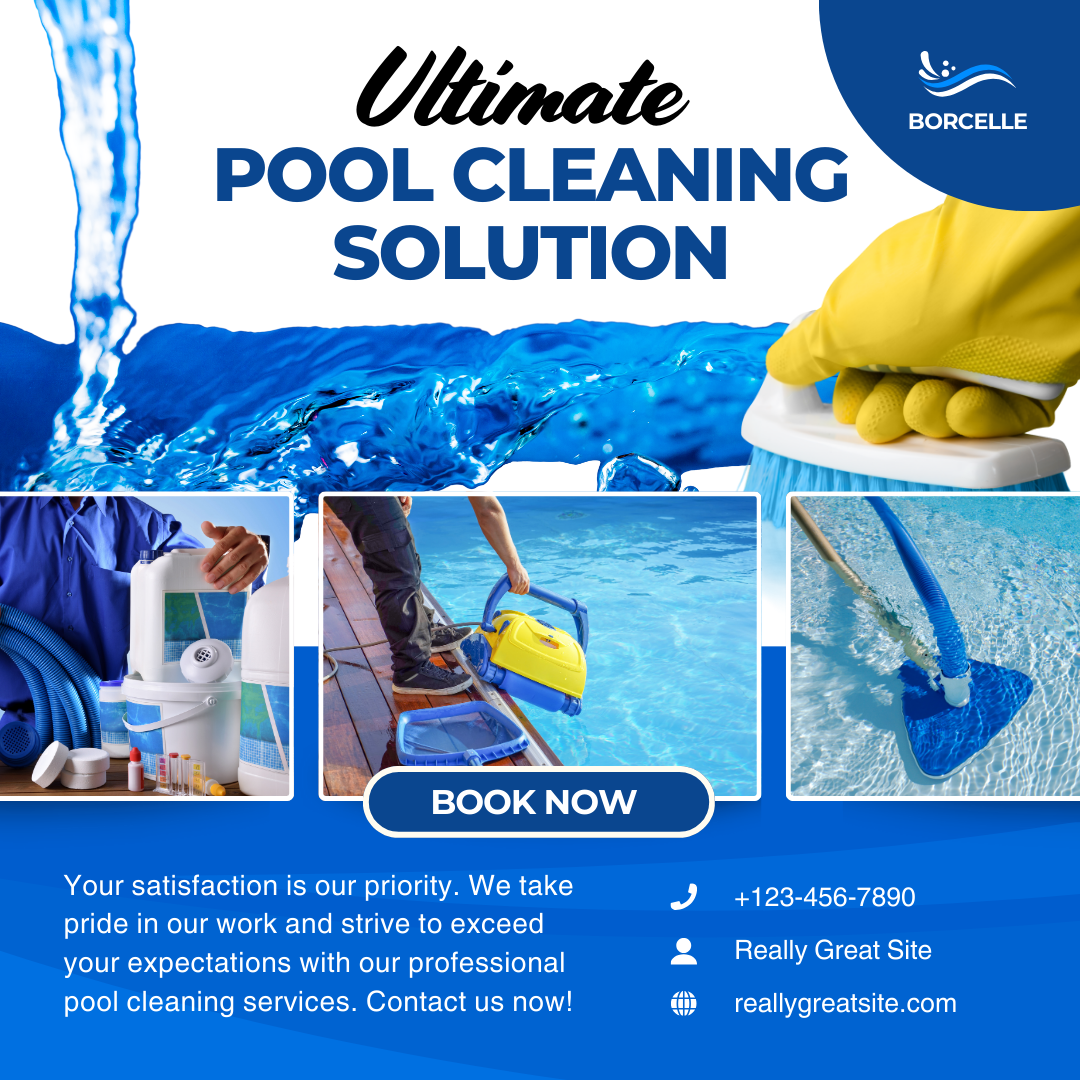 Ultimate
POOL CLEANING
SOLUTION
BORCELLE
BOOK NOW
Your satisfaction is our priority. We take
pride in our work and strive to exceed
your expectations with our professional
pool cleaning services. Contact us now!
+123-456-7890
Really Great Site
reallygreatsite.com